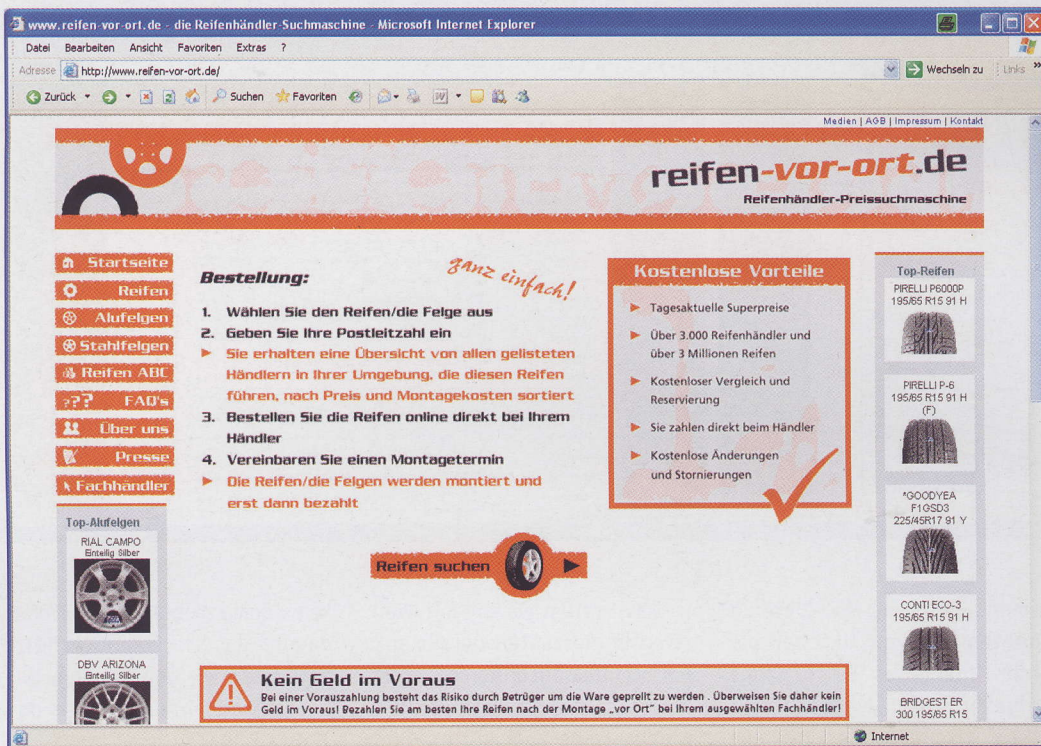 www.reifen-vor-ort.de - die Reifenhändler-Suchmaschine - Microsoft Internet Explorer
Datei Bearbeiten Ansicht Favoriten Extras ?
Adresse http://www.reifen-vor-ort.de/ Wechseln zu Links »
Zurück Suchen Favoriten
Medien | AGB | Impressum | Kontakt
reifen-vor-ort.de
Reifenhändler-Preissuchmaschine
Startseite
Reifen
Alufelgen
Stahlfelgen
Reifen ABC
??? FAQ's
Über uns
Presse
Fachhändler
Top-Alufelgen
RIAL CAMPO
Einteilig Silber
DBV ARIZONA
Einteilig Silber
Bestellung:
ganz einfach!
1. Wählen Sie den Reifen/die Felge aus
2. Geben Sie Ihre Postleitzahl ein
Sie erhalten eine Übersicht von allen gelisteten
Händlern in Ihrer Umgebung, die diesen Reifen
führen, nach Preis und Montagekosten sortiert
3. Bestellen Sie die Reifen online direkt bei Ihrem
Händler
4. Vereinbaren Sie einen Montagetermin
Die Reifen/die Felgen werden montiert und
erst dann bezahlt
Reifen suchen
Kostenlose Vorteile
Tagesaktuelle Superpreise
Über 3.000 Reifenhändler und
über 3 Millionen Reifen
Kostenloser Vergleich und
Reservierung
Sie zahlen direkt beim Händler
Kostenlose Änderungen
und Stornierungen
Top-Reifen
PIRELLI P6000P
195/65 R15 91 H
PIRELLI P-6
195/65 R15 91 H
(F)
*GOODYEA
F1GSD3
225/45R17 91 Y
CONTI ECO-3
195/65 R15 91 H
BRIDGEST ER
300 195/65 R15
Kein Geld im Voraus
Bei einer Vorauszahlung besteht das Risiko durch Betrüger um die Ware geprellt zu werden . Überweisen Sie daher kein
Geld im Voraus! Bezahlen Sie am besten Ihre Reifen nach der Montage „vor Ort" bei Ihrem ausgewählten Fachhändler!
Internet